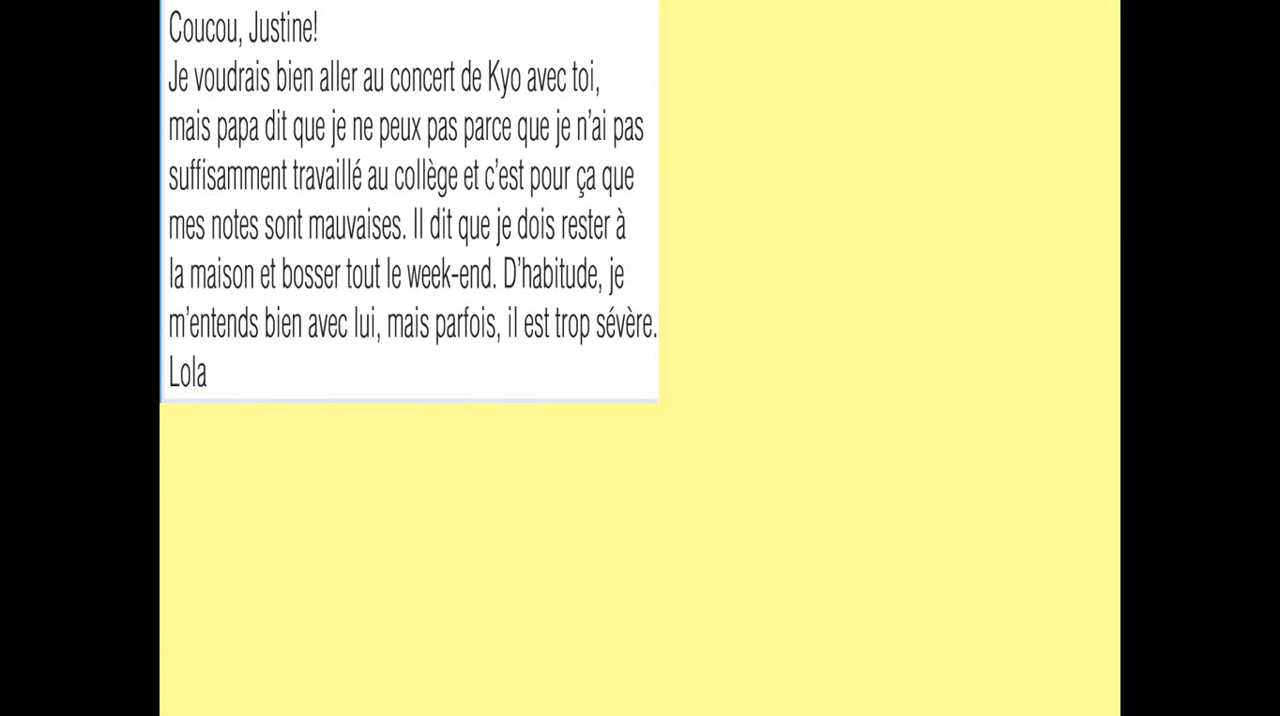 Coucou, Justine!
Je voudrais bien aller au concert de Kyo avec toi,
mais papa dit que je ne peux pas parce que je n’ai pas
suffisamment travaillé au collège et c’est pour ça que
mes notes sont mauvaises. Il dit que je dois rester à
la maison et bosser tout le week-end. D’habitude, je
m’entends bien avec lui, mais parfois, il est trop sévère.
Lola